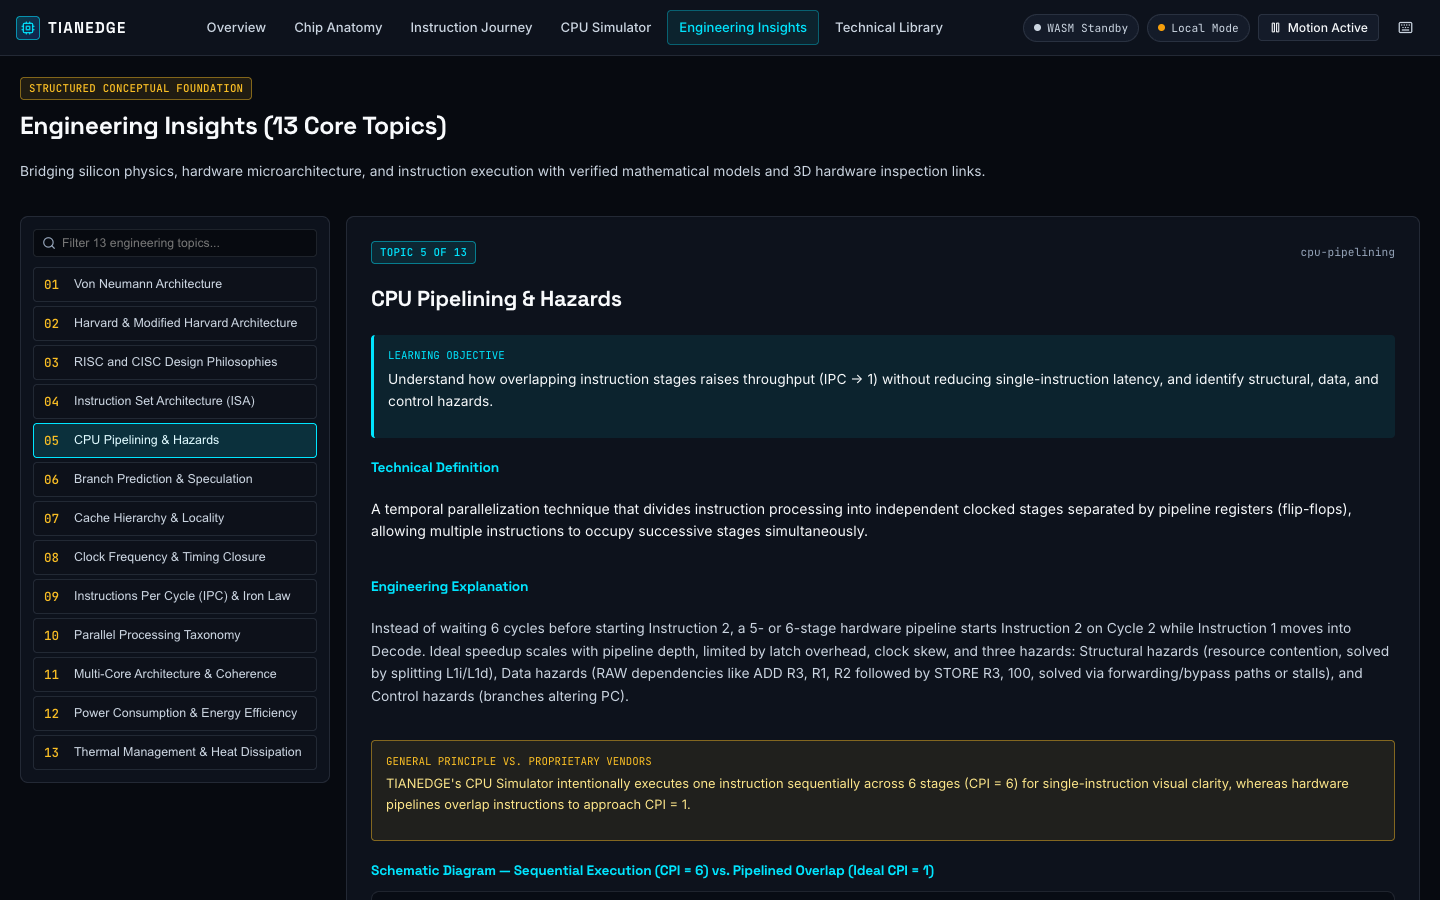 TIANEDGE
Overview
Chip Anatomy
Instruction Journey
CPU Simulator
Engineering Insights
Technical Library
WASM Standby
Local Mode
Motion Active
STRUCTURED CONCEPTUAL FOUNDATION
Engineering Insights (13 Core Topics)
Bridging silicon physics, hardware microarchitecture, and instruction execution with verified mathematical models and 3D hardware inspection links.
Filter 13 engineering topics...
01 Von Neumann Architecture
02 Harvard & Modified Harvard Architecture
03 RISC and CISC Design Philosophies
04 Instruction Set Architecture (ISA)
05 CPU Pipelining & Hazards
06 Branch Prediction & Speculation
07 Cache Hierarchy & Locality
08 Clock Frequency & Timing Closure
09 Instructions Per Cycle (IPC) & Iron Law
10 Parallel Processing Taxonomy
11 Multi-Core Architecture & Coherence
12 Power Consumption & Energy Efficiency
13 Thermal Management & Heat Dissipation
TOPIC 5 OF 13
cpu-pipelining
CPU Pipelining & Hazards
LEARNING OBJECTIVE
Understand how overlapping instruction stages raises throughput (IPC → 1) without reducing single-instruction latency, and identify structural, data, and
control hazards.
Technical Definition
A temporal parallelization technique that divides instruction processing into independent clocked stages separated by pipeline registers (flip-flops),
allowing multiple instructions to occupy successive stages simultaneously.
Engineering Explanation
Instead of waiting 6 cycles before starting Instruction 2, a 5- or 6-stage hardware pipeline starts Instruction 2 on Cycle 2 while Instruction 1 moves into
Decode. Ideal speedup scales with pipeline depth, limited by latch overhead, clock skew, and three hazards: Structural hazards (resource contention, solved
by splitting L1i/L1d), Data hazards (RAW dependencies like ADD R3, R1, R2 followed by STORE R3, 100, solved via forwarding/bypass paths or stalls), and
Control hazards (branches altering PC).
GENERAL PRINCIPLE VS. PROPRIETARY VENDORS
TIANEDGE's CPU Simulator intentionally executes one instruction sequentially across 6 stages (CPI = 6) for single-instruction visual clarity, whereas hardware
pipelines overlap instructions to approach CPI = 1.
Schematic Diagram — Sequential Execution (CPI = 6) vs. Pipelined Overlap (Ideal CPI = 1)